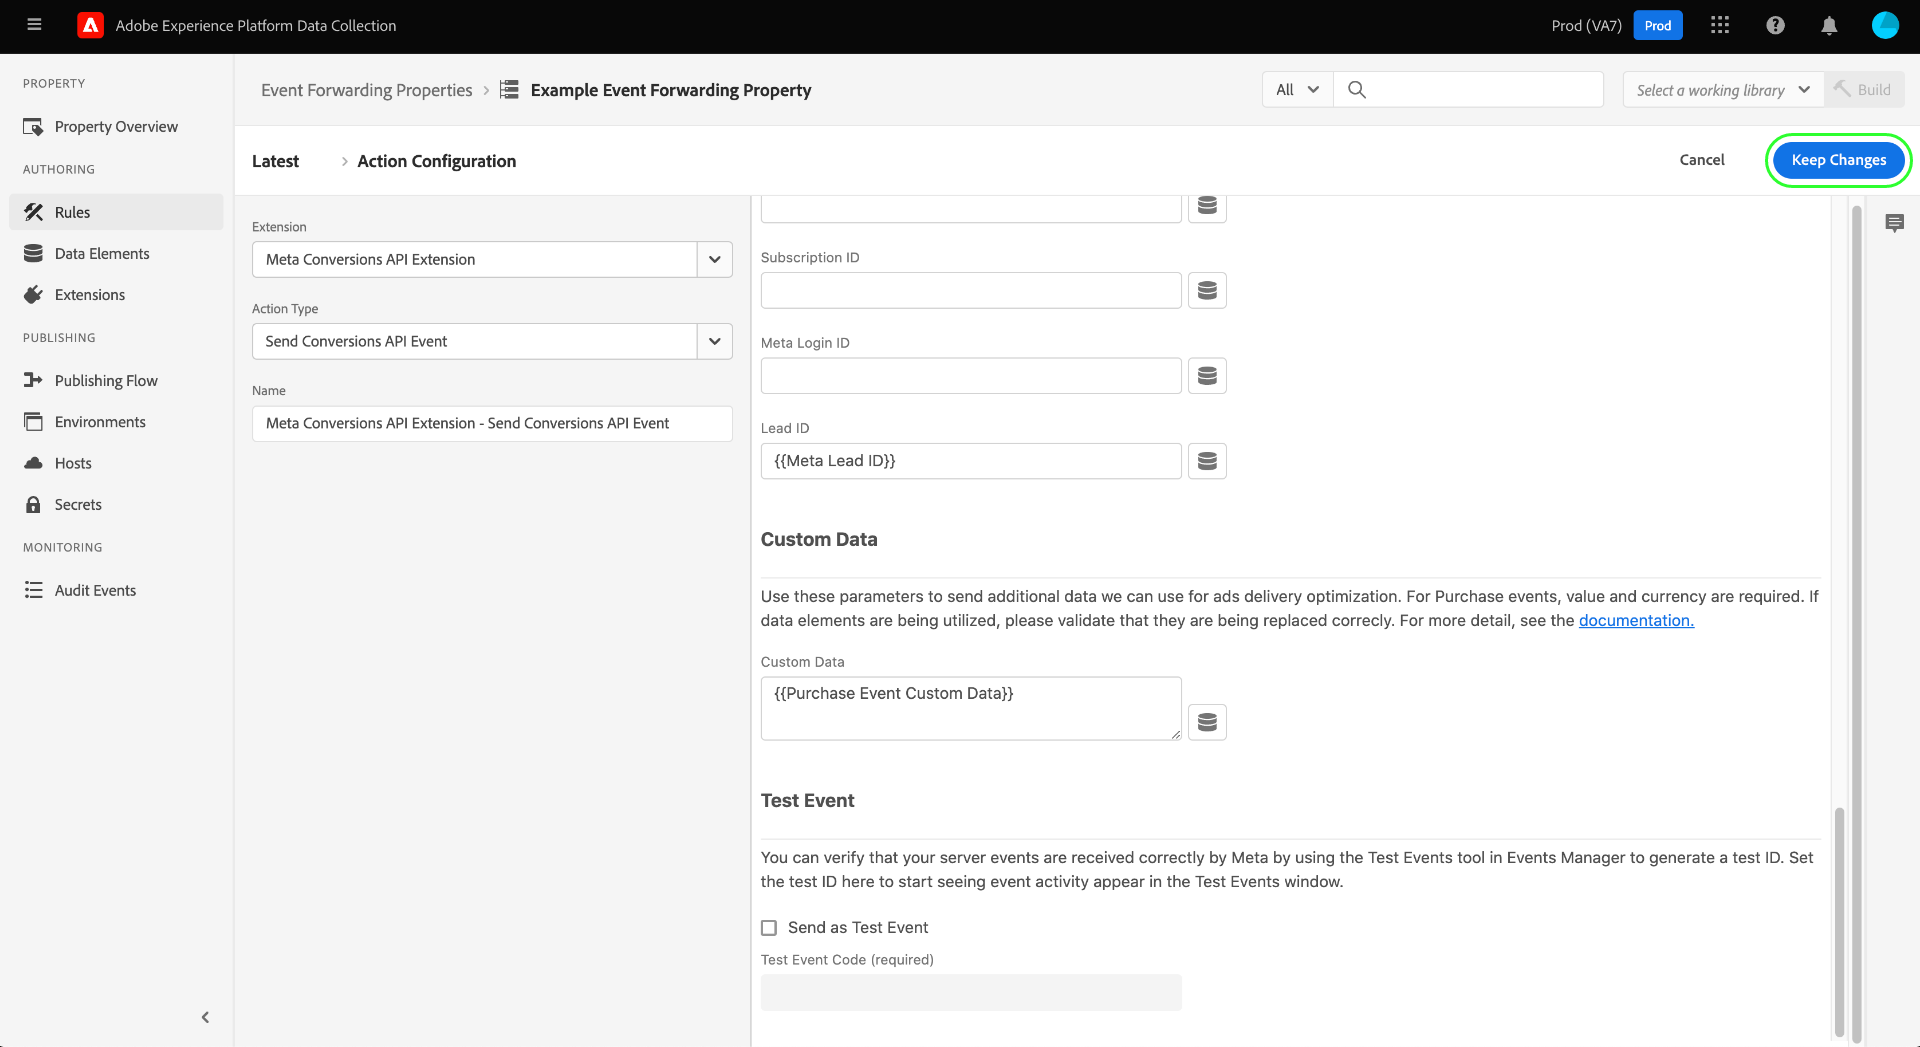 Adobe Experience Platform Data Collection
Prod (VA7)
Prod
PROPERTY
Property Overview
AUTHORING
Rules
Data Elements
Extensions
PUBLISHING
Publishing Flow
Environments
Hosts
Secrets
MONITORING
Audit Events
Event Forwarding Properties
Example Event Forwarding Property
All
Select a working library
Build
Latest
Action Configuration
Cancel
Keep Changes
Extension
Meta Conversions API Extension
Action Type
Send Conversions API Event
Name
Meta Conversions API Extension - Send Conversions API Event
Subscription ID
Meta Login ID
Lead ID
{{Meta Lead ID}}
Custom Data
Use these parameters to send additional data we can use for ads delivery optimization. For Purchase events, value and currency are required. If
data elements are being utilized, please validate that they are being replaced correcly. For more detail, see the documentation.
Custom Data
{{Purchase Event Custom Data}}
Test Event
You can verify that your server events are received correctly by Meta by using the Test Events tool in Events Manager to generate a test ID. Set
the test ID here to start seeing event activity appear in the Test Events window.
Send as Test Event
Test Event Code (required)